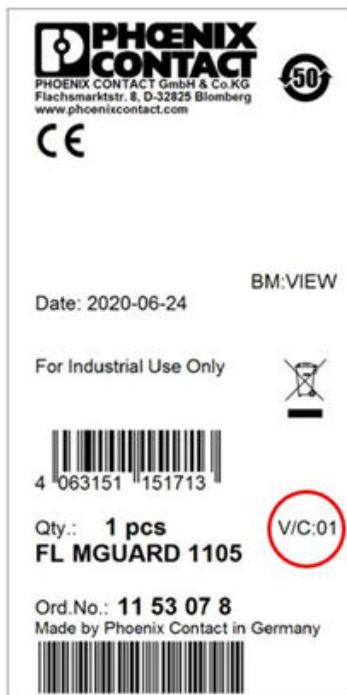 PHŒNIX
CONTACT
PHOENIX CONTACT GmbH & Co.KG
Flachsmarktstr. 8, D-32825 Blomberg
www.phoenixcontact.com
50
CE
BM:VIEW
Date: 2020-06-24
For Industrial Use Only
4 063151 151713
Qty.: 1 pcs
V/C:01
FL MGUARD 1105
Ord.No.: 11 53 07 8
Made by Phoenix Contact in Germany